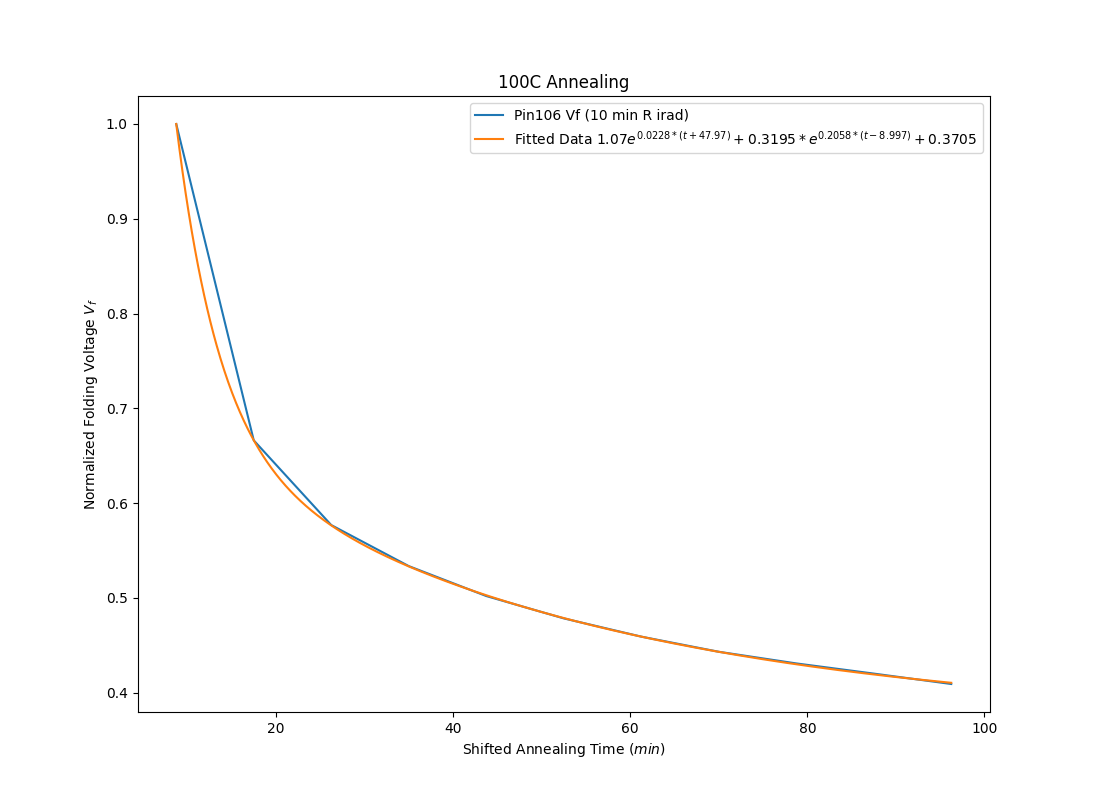 100C Annealing
Pin106 Vf (10 min R irad)
Fitted Data 1.07e^{0.0228*(t+47.97)} + 0.3195 * e^{0.2058*(t−8.997)} + 0.3705
1.0
0.9
0.8
0.7
0.6
0.5
0.4
Normalized Folding Voltage V_f
20 40 60 80 100
Shifted Annealing Time (min)